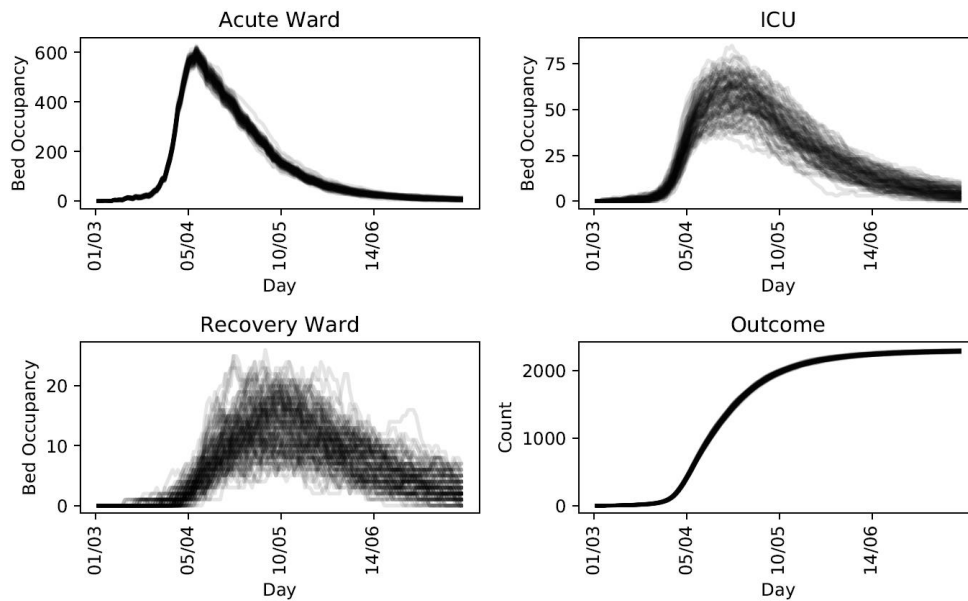 Acute Ward
Bed Occupancy
600
400
200
0
01/03
05/04
10/05
14/06
Day
ICU
Bed Occupancy
75
50
25
0
01/03
05/04
10/05
14/06
Day
Recovery Ward
Bed Occupancy
20
10
0
01/03
05/04
10/05
14/06
Day
Outcome
Count
2000
1000
0
01/03
05/04
10/05
14/06
Day